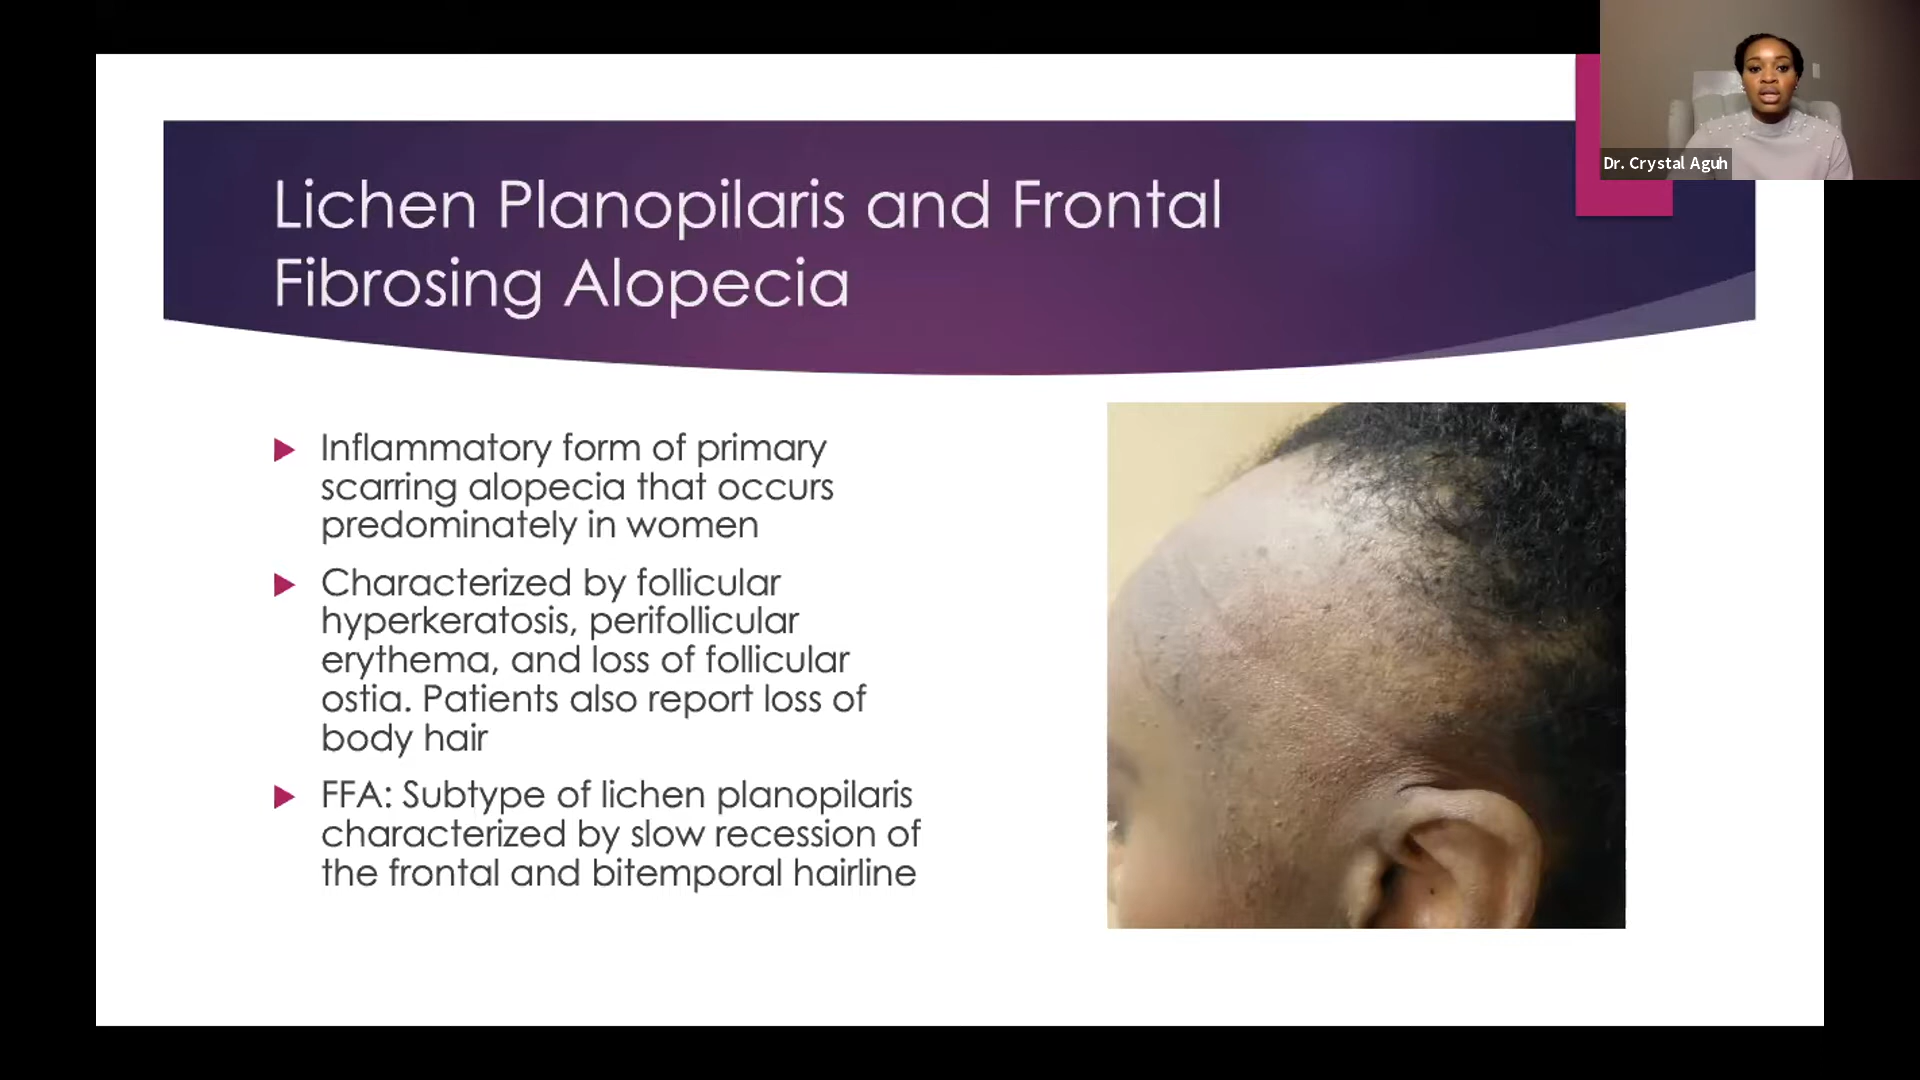 Lichen Planopilaris and Frontal
Fibrosing Alopecia
Inflammatory form of primary
scarring alopecia that occurs
predominately in women
Characterized by follicular
hyperkeratosis, perifollicular
erythema, and loss of follicular
ostia. Patients also report loss of
body hair
FFA: Subtype of lichen planopilaris
characterized by slow recession of
the frontal and bitemporal hairline
Dr. Crystal Aguh